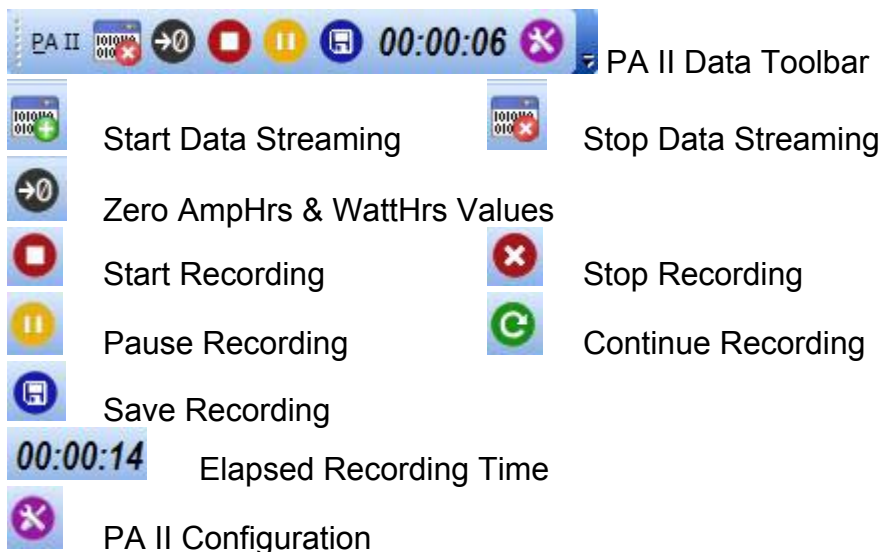 PA II 00:00:06 PA II Data Toolbar
Start Data Streaming Stop Data Streaming
Zero AmpHrs & WattHrs Values
Start Recording Stop Recording
Pause Recording Continue Recording
Save Recording
00:00:14 Elapsed Recording Time
PA II Configuration